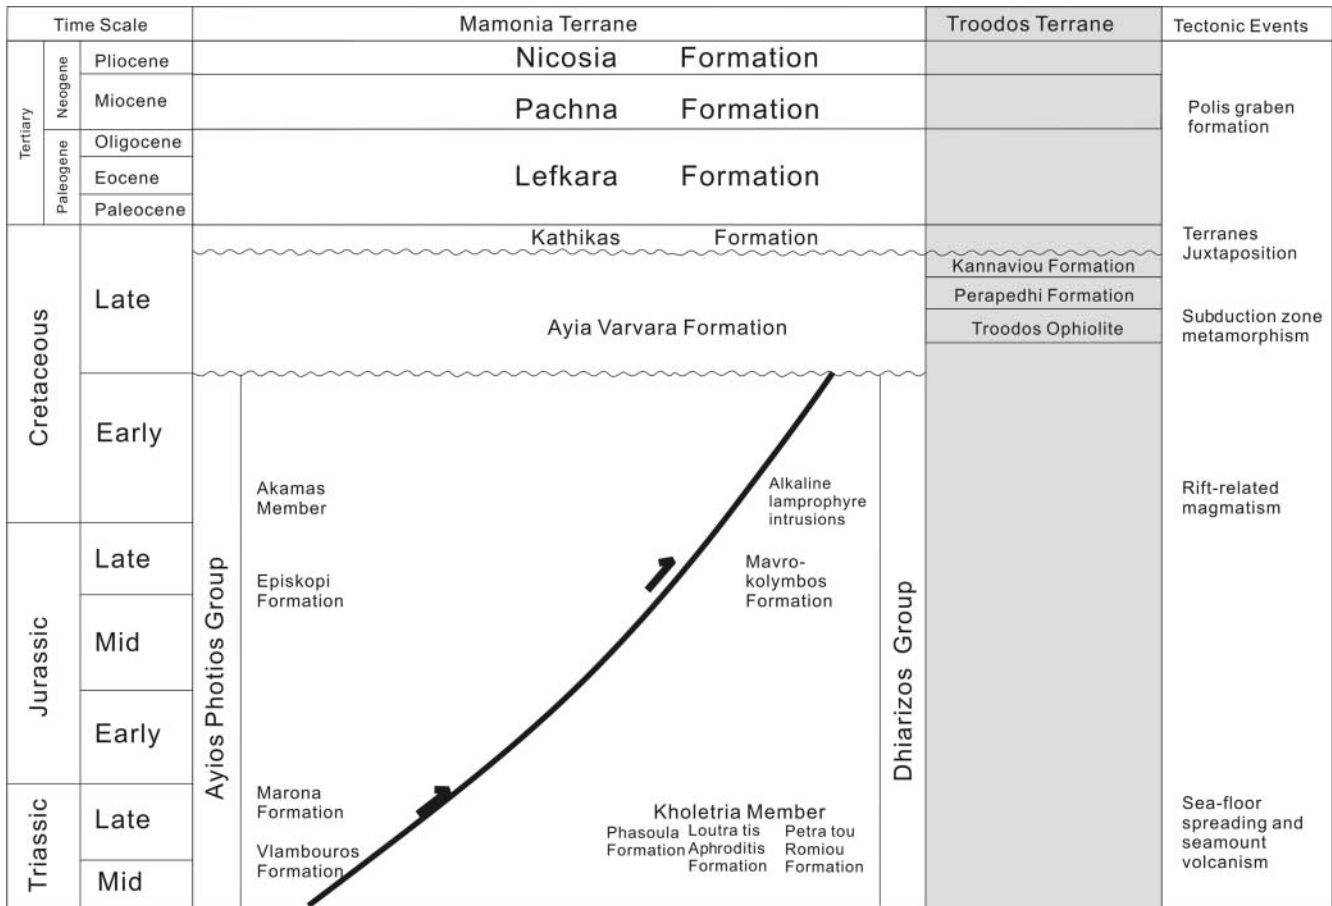 Time Scale
Mamonia Terrane
Troodos Terrane
Tectonic Events
Tertiary
Neogene
Paleogene
Pliocene
Miocene
Oligocene
Eocene
Paleocene
Nicosia Formation
Pachna Formation
Lefkara Formation
Polis graben
formation
Cretaceous
Late
Early
Kathikas Formation
Ayia Varvara Formation
Kannaviou Formation
Perapedhi Formation
Troodos Ophiolite
Terranes
Juxtaposition
Subduction zone
metamorphism
Ayios Photios Group
Akamas
Member
Alkaline
lamprophyre
intrusions
Dhiarizos Group
Rift-related
magmatism
Jurassic
Late
Mid
Early
Episkopi
Formation
Mavro-
kolymbos
Formation
Triassic
Late
Mid
Marona
Formation
Vlambouros
Formation
Kholetria Member
Phasoula
Formation
Loutra tis
Aphroditis
Formation
Petra tou
Romiou
Formation
Sea-floor
spreading and
seamount
volcanism